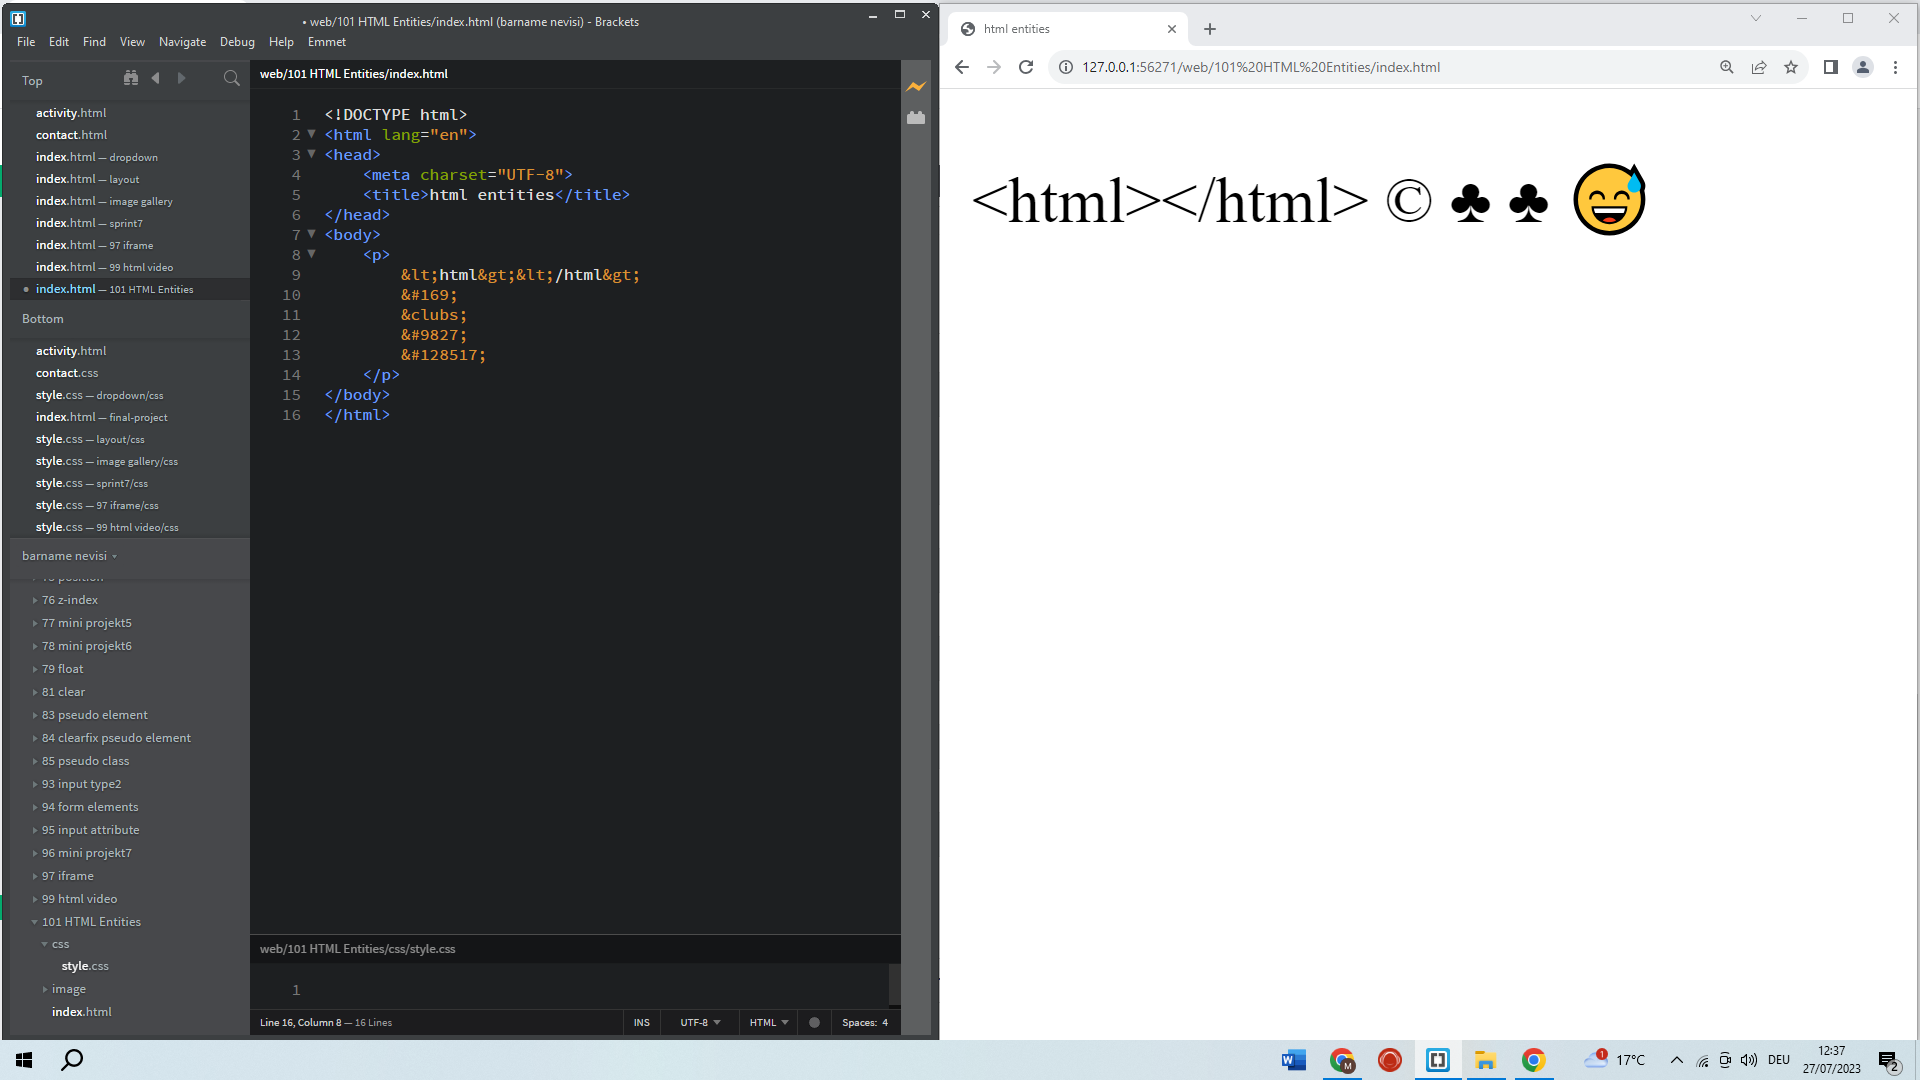 • web/101 HTML Entities/index.html (barname nevisi) - Brackets
File Edit Find View Navigate Debug Help Emmet
Top
activity.html
contact.html
index.html — dropdown
index.html — layout
index.html — image gallery
index.html — sprint7
index.html — 97 iframe
index.html — 99 html video
index.html — 101 HTML Entities
Bottom
activity.html
contact.css
style.css — dropdown/css
index.html — final-project
style.css — layout/css
style.css — image gallery/css
style.css — sprint7/css
style.css — 97 iframe/css
style.css — 99 html video/css
barname nevisi
76 z-index
77 mini projekt5
78 mini projekt6
79 float
81 clear
83 pseudo element
84 clearfix pseudo element
85 pseudo class
93 input type2
94 form elements
95 input attribute
96 mini projekt7
97 iframe
99 html video
101 HTML Entities
css
style.css
image
index.html
web/101 HTML Entities/index.html
1 <!DOCTYPE html>
2 <html lang="en">
3 <head>
4 <meta charset="UTF-8">
5 <title>html entities</title>
6 </head>
7 <body>
8 <p>
9 &lt;html&gt;&lt;/html&gt;
10 &#169;
11 &clubs;
12 &#9827;
13 &#128517;
14 </p>
15 </body>
16 </html>
web/101 HTML Entities/css/style.css
1
Line 16, Column 8 — 16 Lines
INS UTF-8 HTML Spaces: 4
html entities
127.0.0.1:56271/web/101%20HTML%20Entities/index.html
<html></html> © ♣ ♣ 😅
1 17°C DEU 12:37
27/07/2023
2